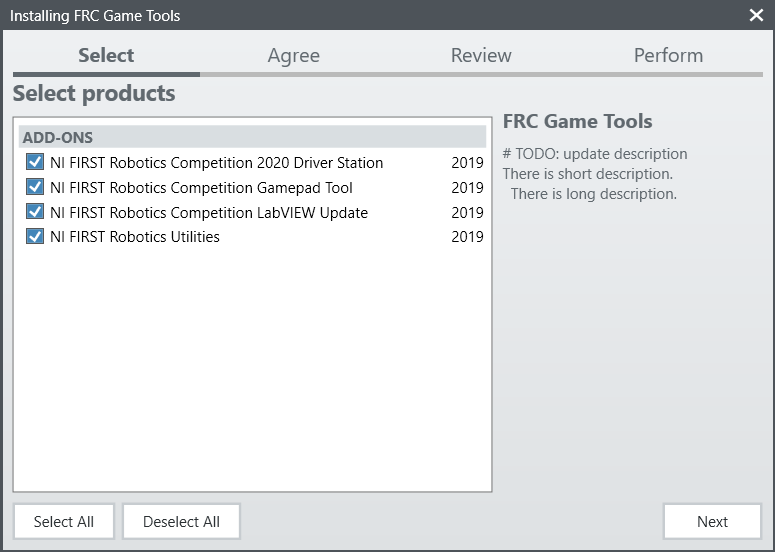 Installing FRC Game Tools
Select Agree Review Perform
Select products
ADD-ONS
NI FIRST Robotics Competition 2020 Driver Station 2019
NI FIRST Robotics Competition Gamepad Tool 2019
NI FIRST Robotics Competition LabVIEW Update 2019
NI FIRST Robotics Utilities 2019
FRC Game Tools
# TODO: update description
There is short description.
There is long description.
Select All Deselect All Next